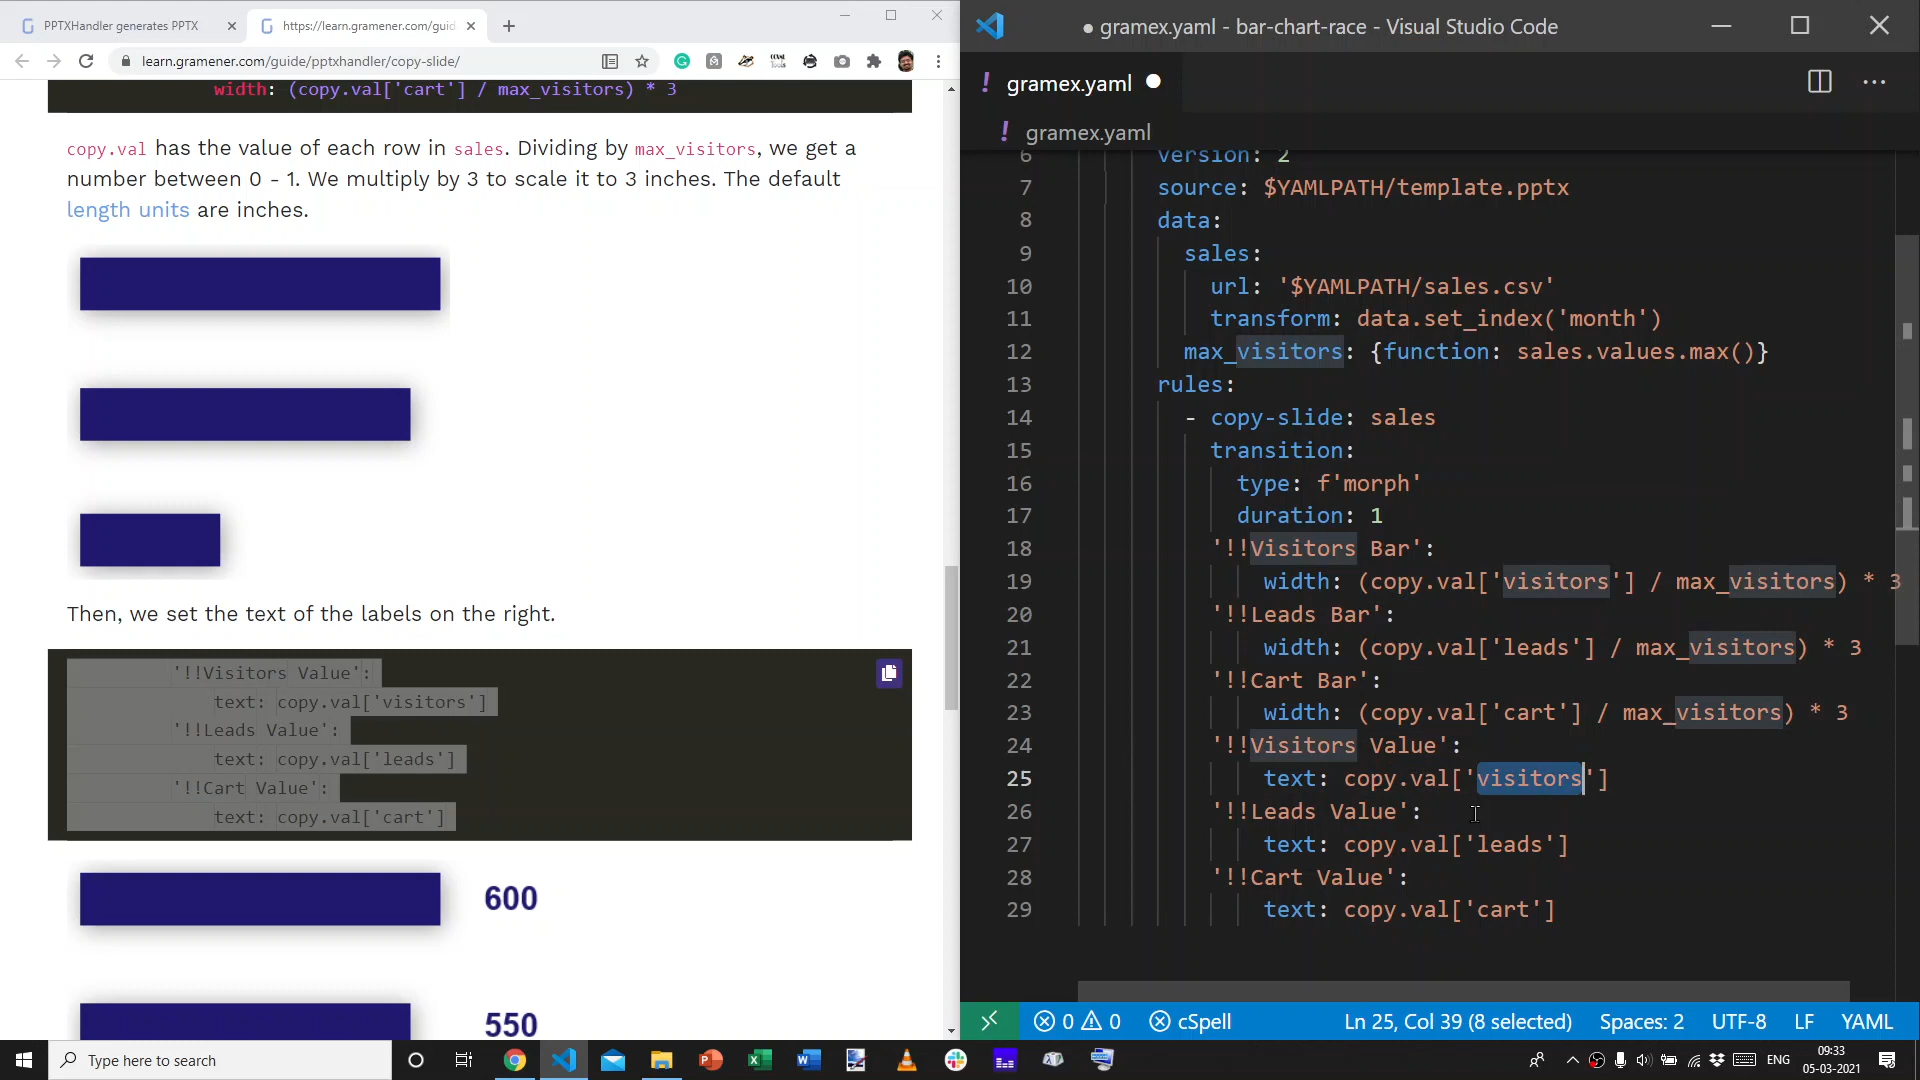 PPTXHandler generates PPTX
https://learn.gramener.com/guid
learn.gramener.com/guide/pptxhandler/copy-slide/
width: (copy.val['cart'] / max_visitors) * 3
copy.val has the value of each row in sales. Dividing by max_visitors, we get a
number between 0 - 1. We multiply by 3 to scale it to 3 inches. The default
length units are inches.
Then, we set the text of the labels on the right.
'!!Visitors Value':
text: copy.val['visitors']
'!!Leads Value':
text: copy.val['leads']
'!!Cart Value':
text: copy.val['cart']
600
550
● gramex.yaml - bar-chart-race - Visual Studio Code
! gramex.yaml ●
! gramex.yaml
6 version: 2
7 source: $YAMLPATH/template.pptx
8 data:
9 sales:
10 url: '$YAMLPATH/sales.csv'
11 transform: data.set_index('month')
12 max_visitors: {function: sales.values.max()}
13 rules:
14 - copy-slide: sales
15 transition:
16 type: f'morph'
17 duration: 1
18 '!!Visitors Bar':
19 width: (copy.val['visitors'] / max_visitors) * 3
20 '!!Leads Bar':
21 width: (copy.val['leads'] / max_visitors) * 3
22 '!!Cart Bar':
23 width: (copy.val['cart'] / max_visitors) * 3
24 '!!Visitors Value':
25 text: copy.val['visitors']
26 '!!Leads Value':
27 text: copy.val['leads']
28 '!!Cart Value':
29 text: copy.val['cart']
0 0 cSpell Ln 25, Col 39 (8 selected) Spaces: 2 UTF-8 LF YAML
Type here to search
ENG
09:33
05-03-2021